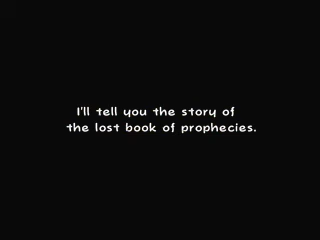 I'll tell you the story of
the lost book of prophecies.